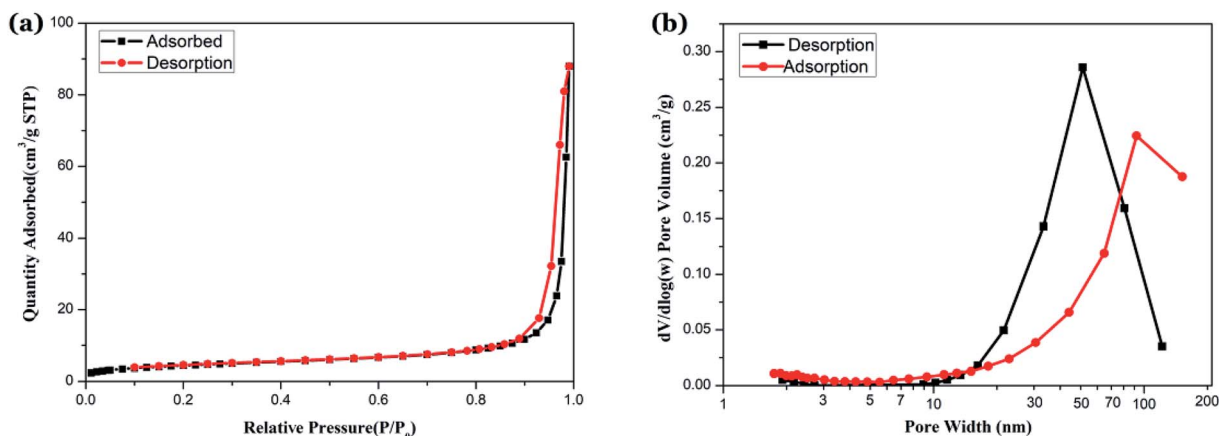 (a)
Adsorbed
Desorption
Quantity Adsorbed(cm³/g STP)
100
80
60
40
20
0
0.0 0.2 0.4 0.6 0.8 1.0
Relative Pressure(P/P₀)
(b)
Desorption
Adsorption
dV/dlog(w) Pore Volume (cm³/g)
0.30
0.25
0.20
0.15
0.10
0.05
0.00
1 3 5 7 10 30 50 70 100 200
Pore Width (nm)